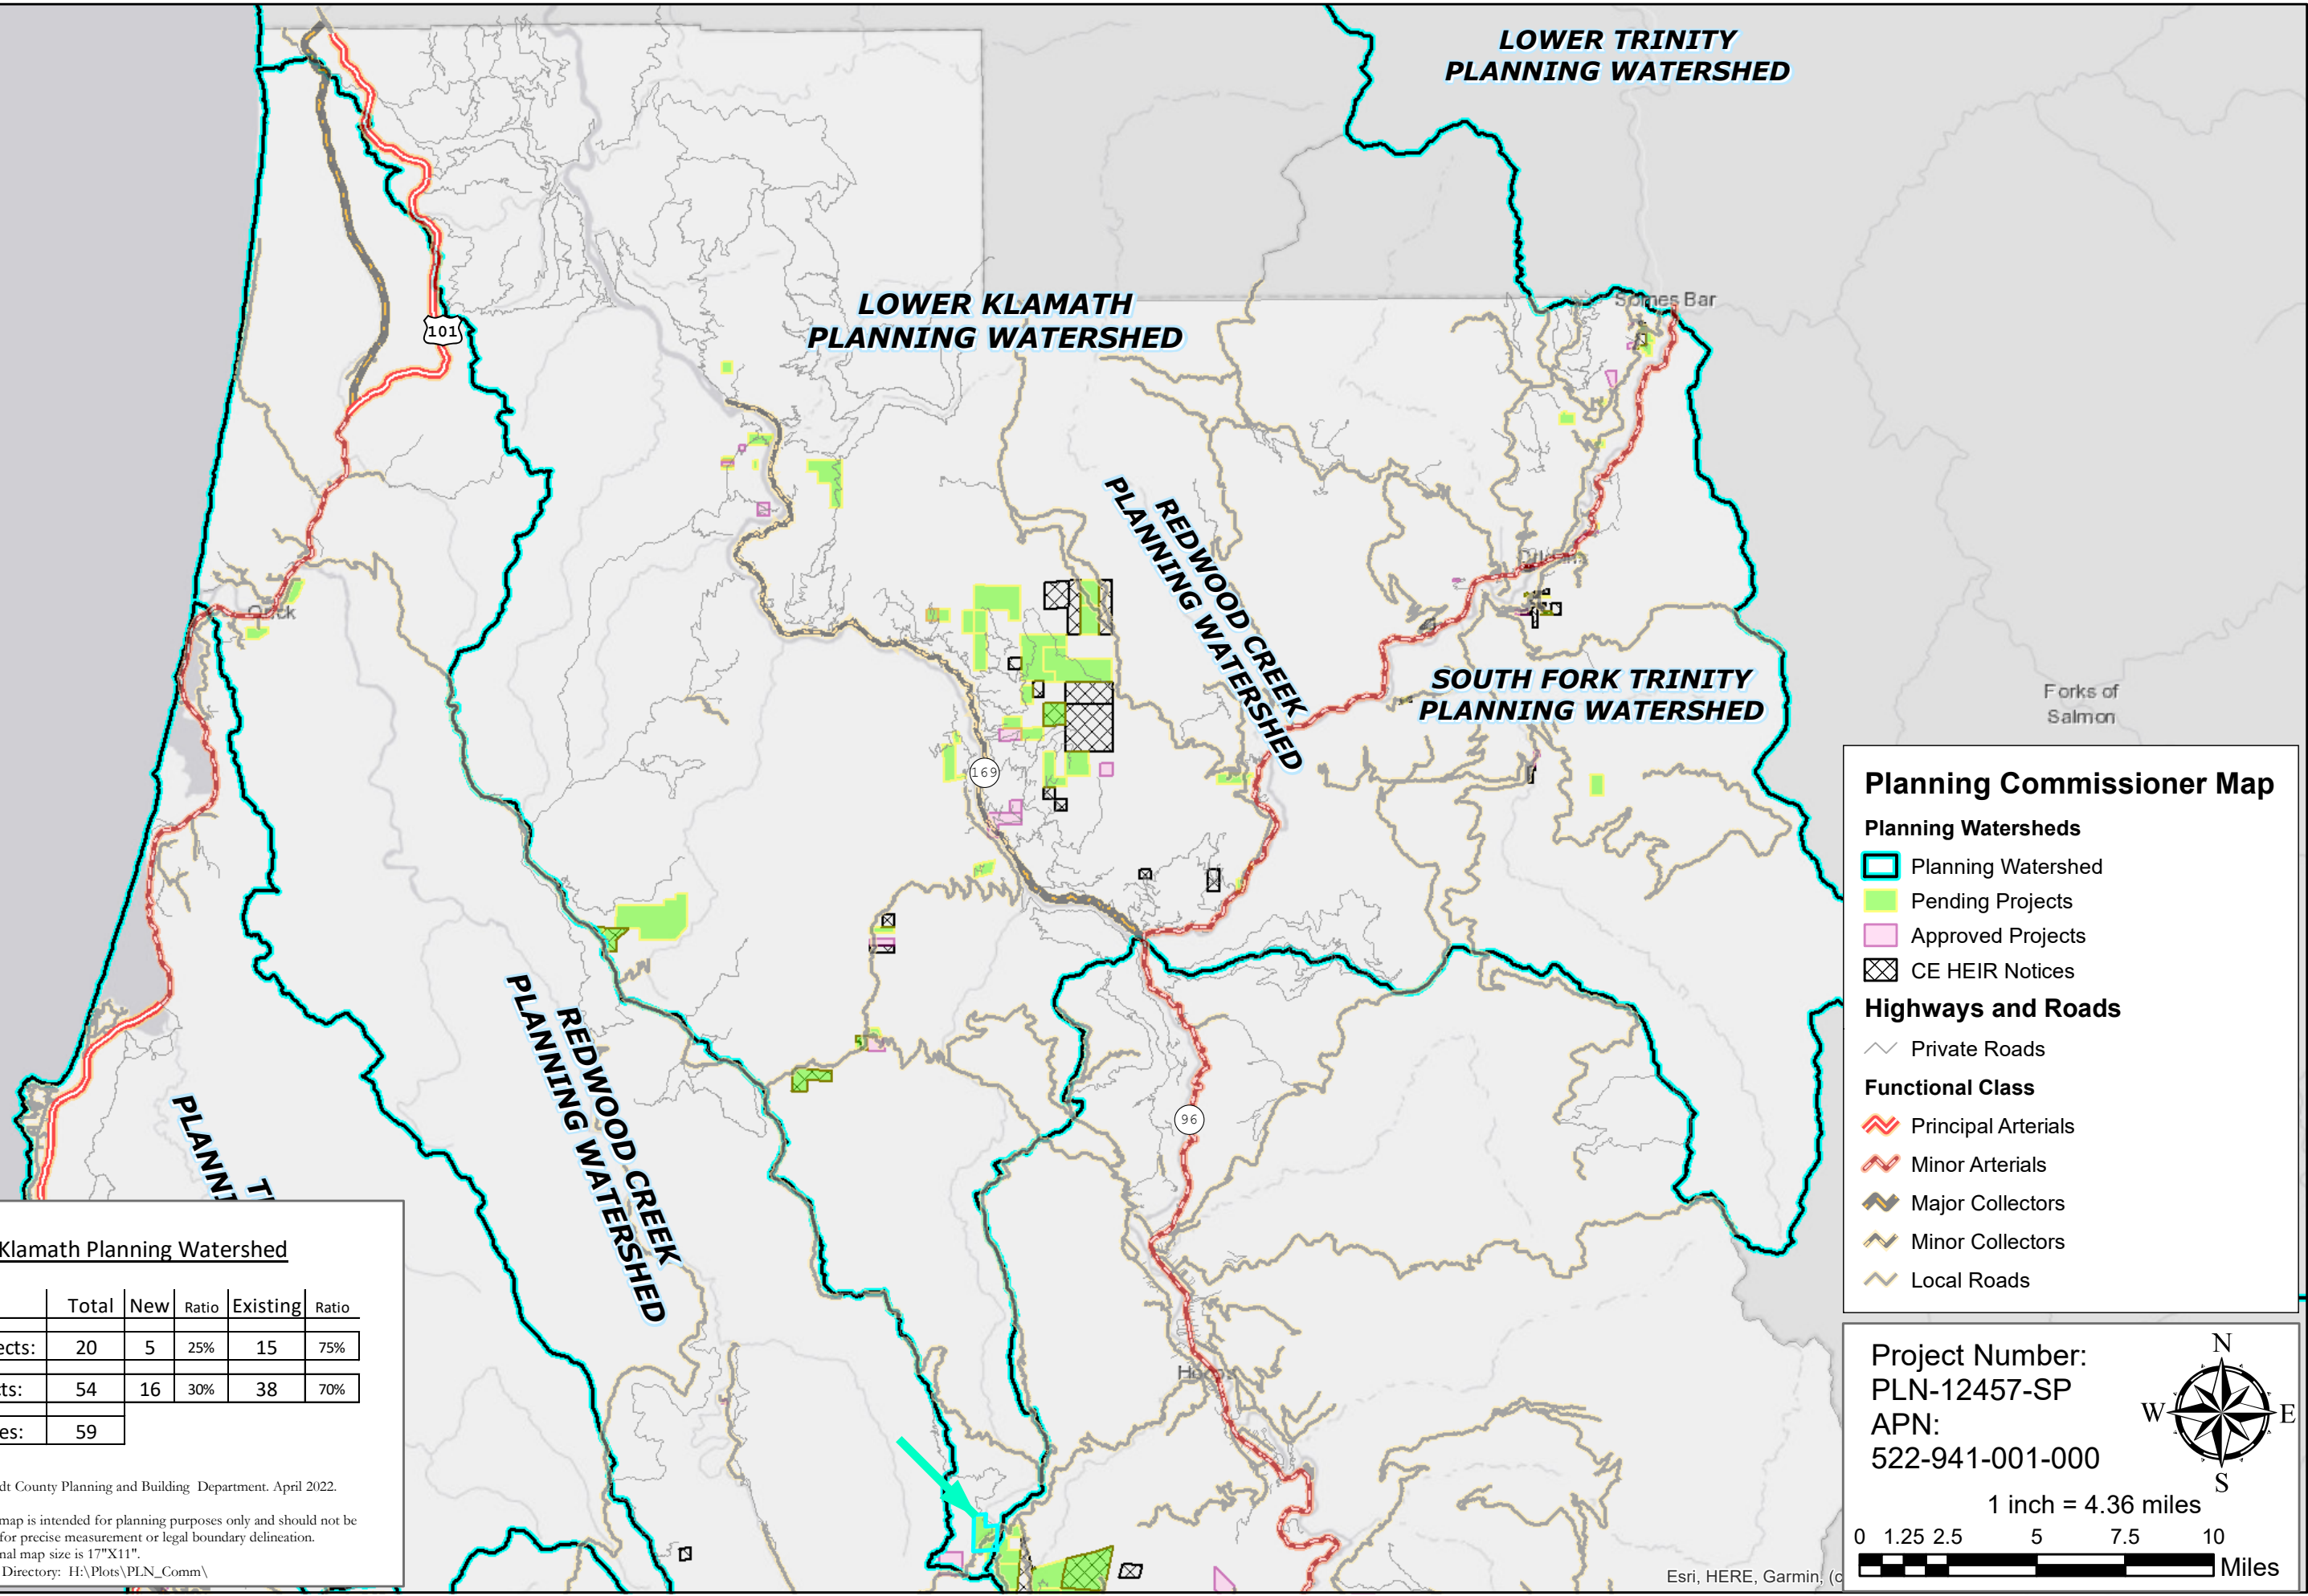 LOWER TRINITY
PLANNING WATERSHED
101
LOWER KLAMATH
PLANNING WATERSHED
Somes Bar
REDWOOD CREEK
PLANNING WATERSHED
Orick
SOUTH FORK TRINITY
PLANNING WATERSHED
Forks of
Salmon
169
96
REDWOOD CREEK
PLANNING WATERSHED
Planning Commissioner Map
Planning Watersheds
Planning Watershed
Pending Projects
Approved Projects
CE HEIR Notices
Highways and Roads
Private Roads
Functional Class
Principal Arterials
Minor Arterials
Major Collectors
Minor Collectors
Local Roads
Klamath Planning Watershed
Total New Ratio Existing Ratio
ects: 20 5 25% 15 75%
ts: 54 16 30% 38 70%
es: 59
dt County Planning and Building Department. April 2022.
map is intended for planning purposes only and should not be
for precise measurement or legal boundary delineation.
nal map size is 17"X11".
Directory: H:\Plots\PLN_Comm\
Project Number:
PLN-12457-SP
APN:
522-941-001-000
N
W E
S
1 inch = 4.36 miles
0 1.25 2.5 5 7.5 10
Miles
Esri, HERE, Garmin, (c